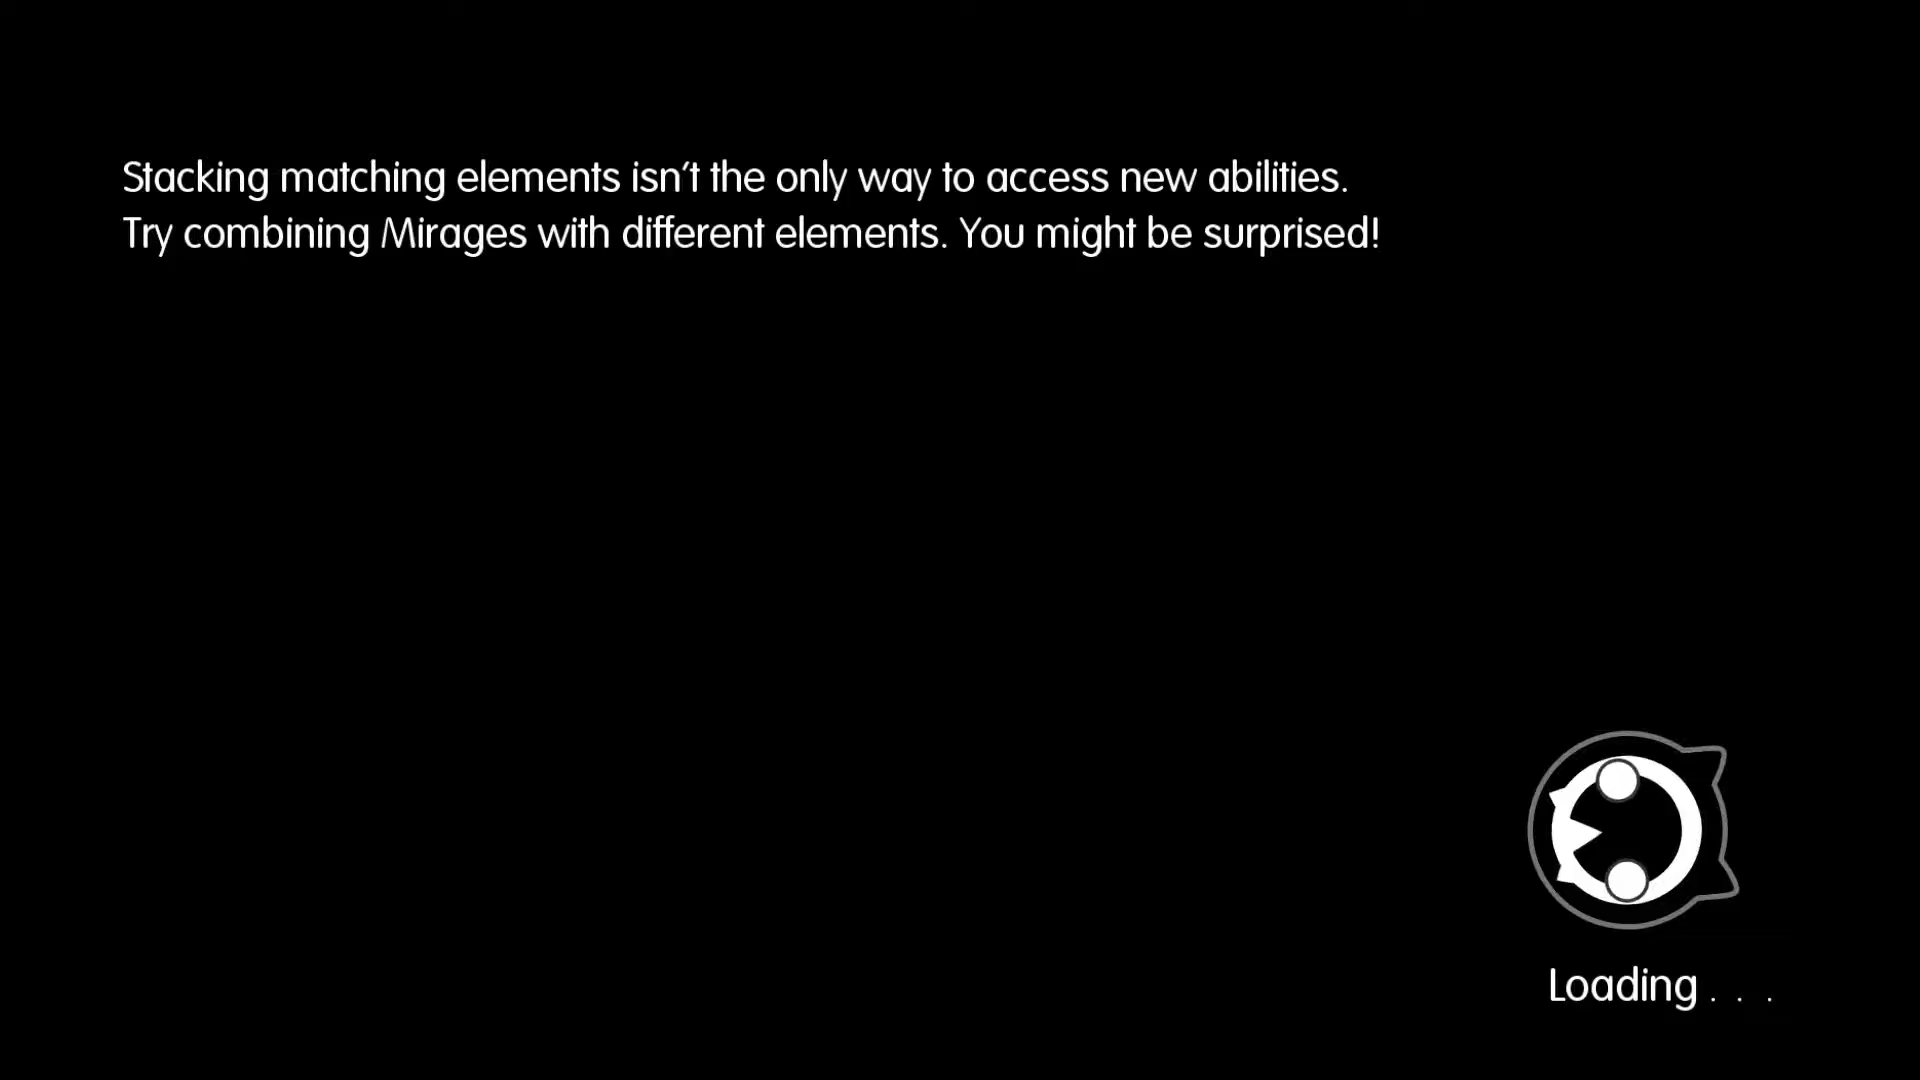 Stacking matching elements isn't the only way to access new abilities.
Try combining Mirages with different elements. You might be surprised!
Loading . . .